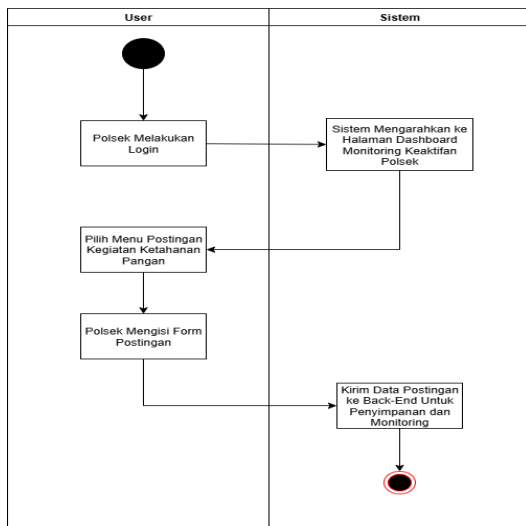 User
Sistem
Polsek Melakukan
Login
Sistem Mengarahkan ke
Halaman Dashboard
Monitoring Keaktifan
Polsek
Pilih Menu Postingan
Kegiatan Ketahanan
Pangan
Polsek Mengisi Form
Postingan
Kirim Data Postingan
ke Back-End Untuk
Penyimpanan dan
Monitoring